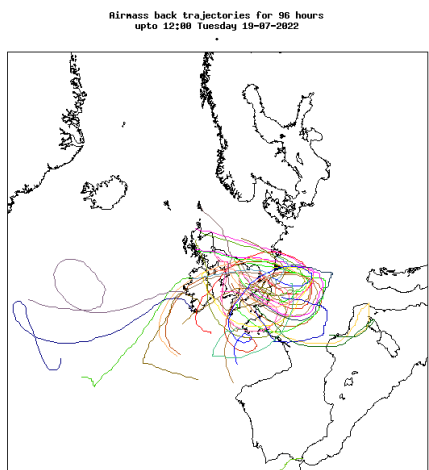 Airmass back trajectories for 96 hours
upto 12:00 Tuesday 19-07-2022